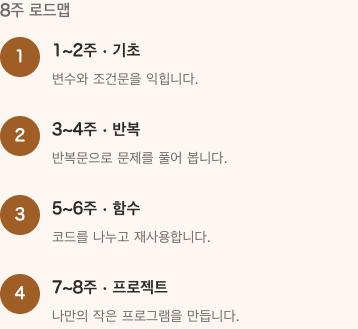 8주 로드맵
1
1~2주 · 기초
변수와 조건문을 익힙니다.
2
3~4주 · 반복
반복문으로 문제를 풀어 봅니다.
3
5~6주 · 함수
코드를 나누고 재사용합니다.
4
7~8주 · 프로젝트
나만의 작은 프로그램을 만듭니다.